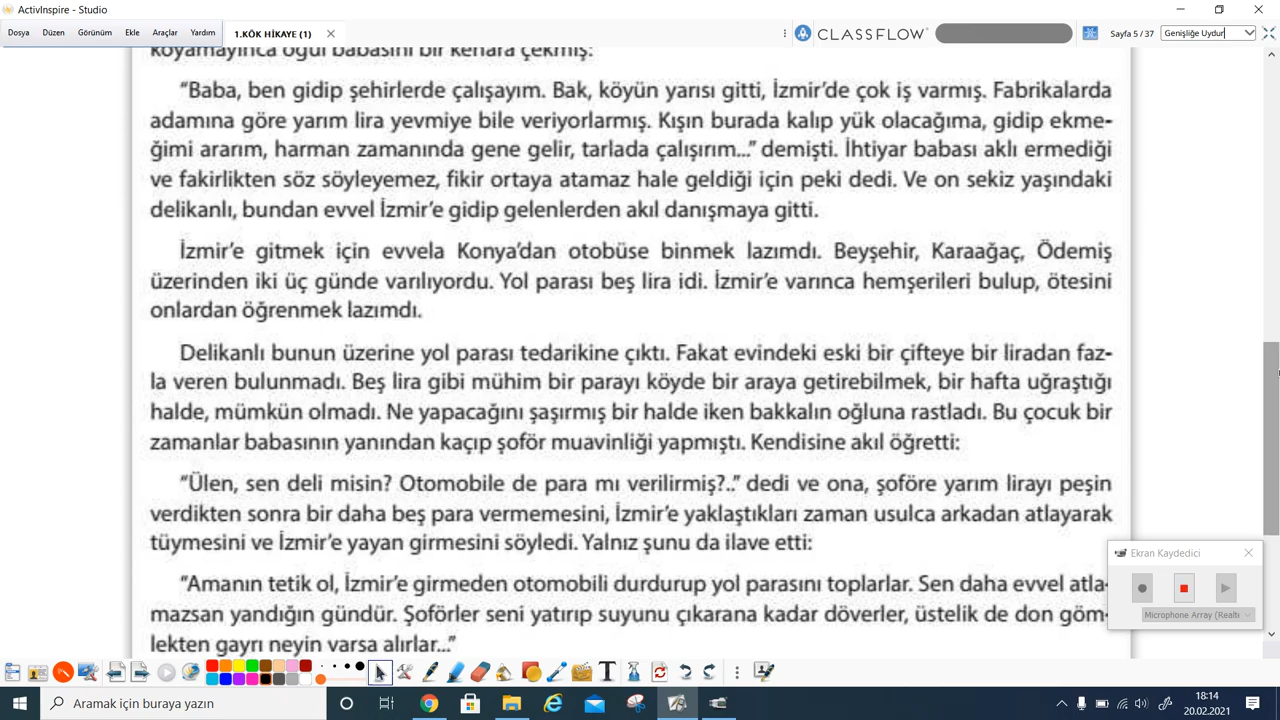 ActivInspire - Studio
Dosya Düzen Görünüm Ekle Araçlar Yardım
1.KÖK HİKAYE (1)
CLASSFLOW
Sayfa 5 / 37
Genişliğe Uydur
koyamayınca oğul babasını bir kenara çekmiş:
“Baba, ben gidip şehirlerde çalışayım. Bak, köyün yarısı gitti, İzmir’de çok iş varmış. Fabrikalarda
adamına göre yarım lira yevmiye bile veriyorlarmış. Kışın burada kalıp yük olacağıma, gidip ekme-
ğimi ararım, harman zamanında gene gelir, tarlada çalışırım...” demişti. İhtiyar babası aklı ermediği
ve fakirlikten söz söyleyemez, fikir ortaya atamaz hale geldiği için peki dedi. Ve on sekiz yaşındaki
delikanlı, bundan evvel İzmir’e gidip gelenlerden akıl danışmaya gitti.
İzmir’e gitmek için evvela Konya’dan otobüse binmek lazımdı. Beyşehir, Karaağaç, Ödemiş
üzerinden iki üç günde varılıyordu. Yol parası beş lira idi. İzmir’e varınca hemşerileri bulup, ötesini
onlardan öğrenmek lazımdı.
Delikanlı bunun üzerine yol parası tedarikine çıktı. Fakat evindeki eski bir çifteye bir liradan faz-
la veren bulunmadı. Beş lira gibi mühim bir parayı köyde bir araya getirebilmek, bir hafta uğraştığı
halde, mümkün olmadı. Ne yapacağını şaşırmış bir halde iken bakkalın oğluna rastladı. Bu çocuk bir
zamanlar babasının yanından kaçıp şoför muavinliği yapmıştı. Kendisine akıl öğretti:
“Ülen, sen deli misin? Otomobile de para mı verilirmiş?..” dedi ve ona, şoföre yarım lirayı peşin
verdikten sonra bir daha beş para vermemesini, İzmir’e yaklaştıkları zaman usulca arkadan atlayarak
tüymesini ve İzmir’e yayan girmesini söyledi. Yalnız şunu da ilave etti:
“Amanın tetik ol, İzmir’e girmeden otomobili durdurup yol parasını toplarlar. Sen daha evvel atla-
mazsan yandığın gündür. Şoförler seni yatırıp suyunu çıkarana kadar döverler, üstelik de don göm-
lekten gayrı neyin varsa alırlar...”
Ekran Kaydedici
Microphone Array (Realte
Aramak için buraya yazın
18:14
20.02.2021